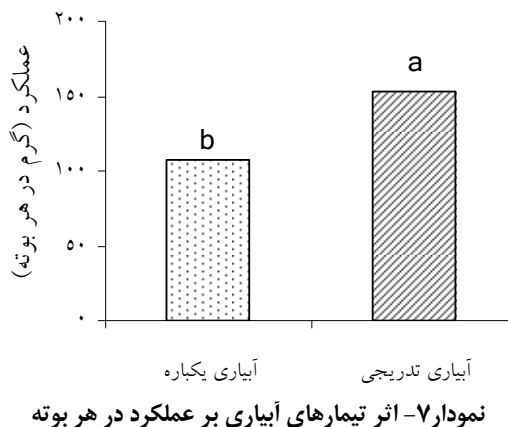 عملکرد (گرم در هر بوته)
۲۰۰
۱۵۰
۱۰۰
۵۰
۰
b
a
آبیاری یکباره
آبیاری تدریجی
نمودار۷- اثر تیمارهای آبیاری بر عملکرد در هر بوته